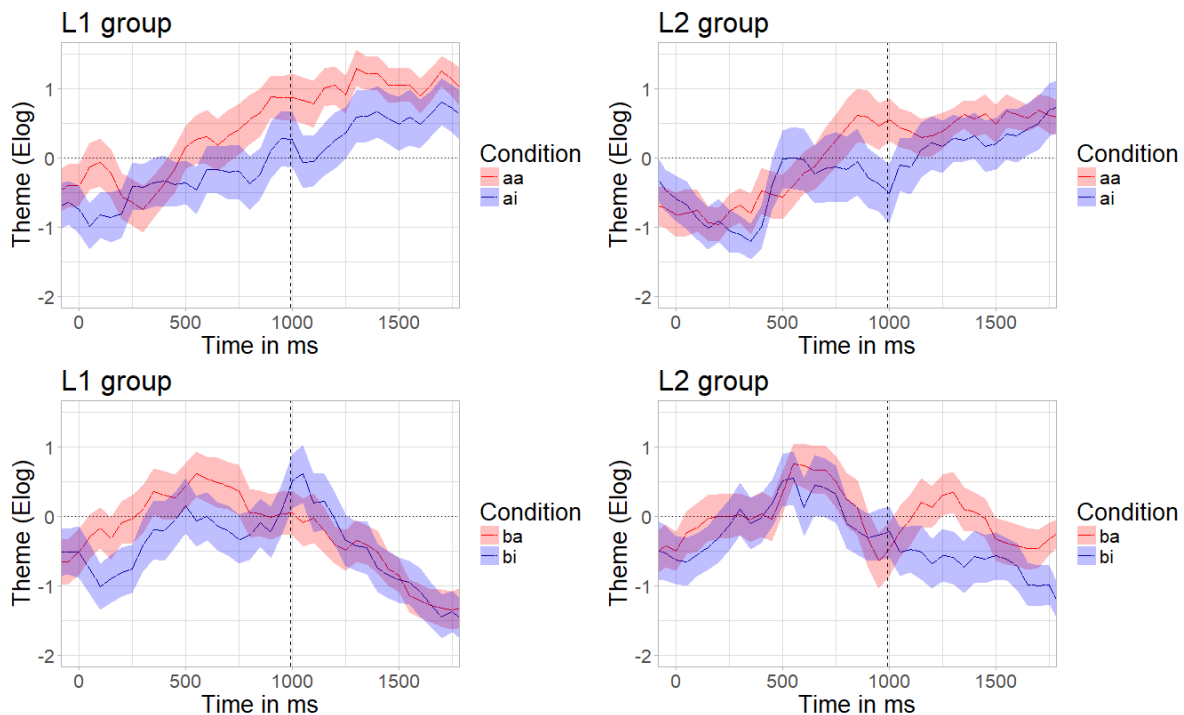 L1 group
1
0
-1
-2
Theme (Elog)
0
500
1000
1500
Time in ms
Condition
aa
ai
L2 group
1
0
-1
-2
Theme (Elog)
0
500
1000
1500
Time in ms
Condition
aa
ai
L1 group
1
0
-1
-2
Theme (Elog)
0
500
1000
1500
Time in ms
Condition
ba
bi
L2 group
1
0
-1
-2
Theme (Elog)
0
500
1000
1500
Time in ms
Condition
ba
bi